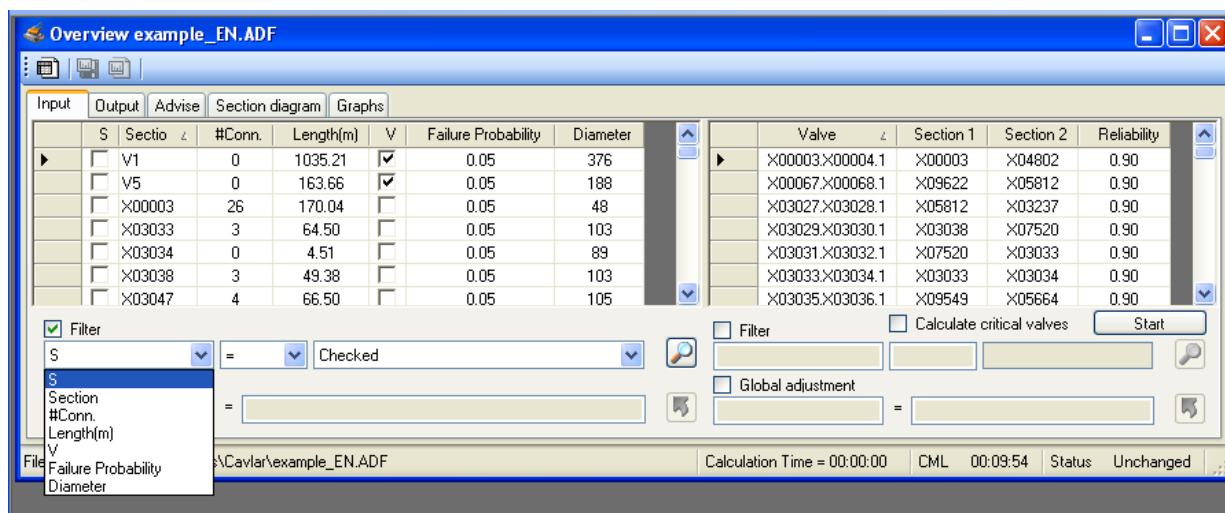 Overview example_EN.ADF
Input Output Advise Section diagram Graphs
S Sectio #Conn. Length(m) V Failure Probability Diameter Valve Section 1 Section 2 Reliability
V1 0 1035.21 0.05 376 X00003.X00004.1 X00003 X04802 0.90
V5 0 163.66 0.05 188 X00067.X00068.1 X09622 X05812 0.90
X00003 26 170.04 0.05 48 X03027.X03028.1 X05812 X03237 0.90
X03033 3 64.50 0.05 103 X03029.X03030.1 X03038 X07520 0.90
X03034 0 4.51 0.05 89 X03031.X03032.1 X07520 X03033 0.90
X03038 3 49.38 0.05 103 X03033.X03034.1 X03033 X03034 0.90
X03047 4 66.50 0.05 105 X03035.X03036.1 X09549 X05664 0.90
Filter Filter Calculate critical valves Start
S = Checked
S
Section
#Conn.
Length(m)
V
Failure Probability
Diameter
=
Global adjustment
=
File s\Cavlar\example_EN.ADF Calculation Time = 00:00:00 CML 00:09:54 Status Unchanged